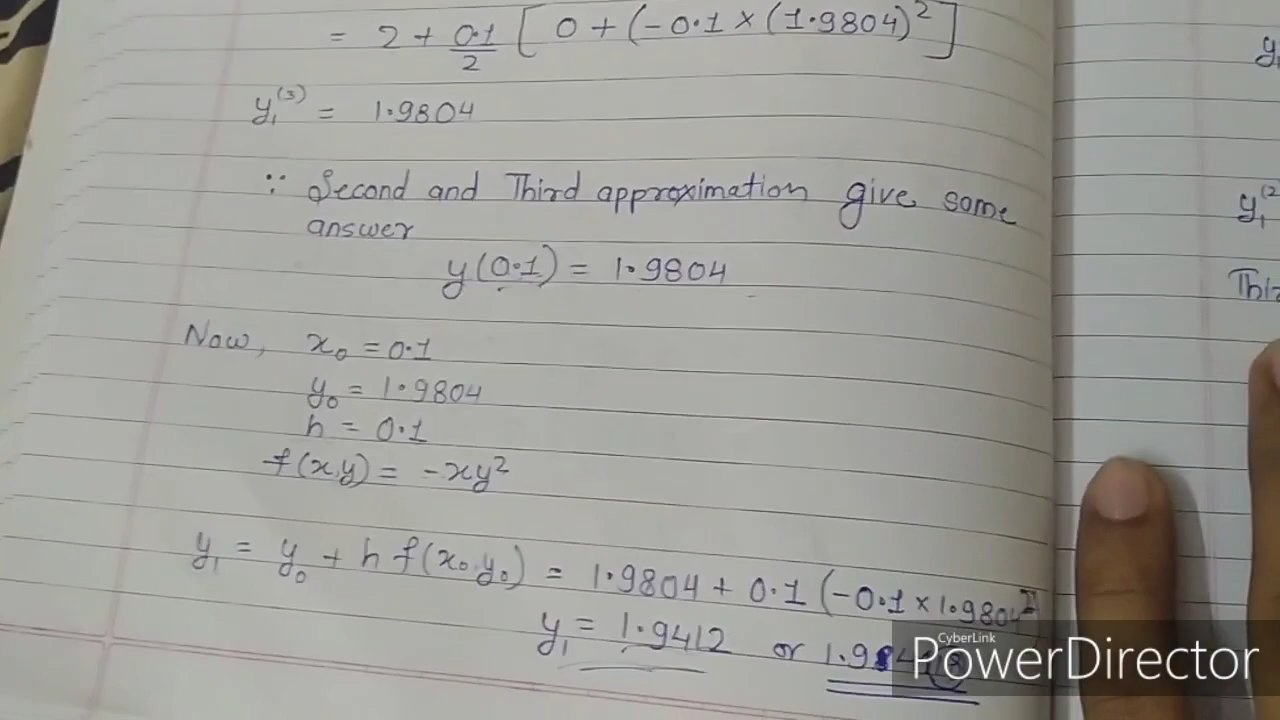 = 2 + 0.1/2 [ 0 + (-0.1 × (1.9804)² ]
y₁⁽³⁾ = 1.9804
∵ Second and Third approximation give same
answer
y(0.1) = 1.9804
Now, x₀ = 0.1
y₀ = 1.9804
h = 0.1
f(x,y) = -xy²
y₁ = y₀ + h f(x₀,y₀) = 1.9804 + 0.1 (-0.1 × 1.9804²
y₁ = 1.9412 or
CyberLink
PowerDirector
y₁⁽²